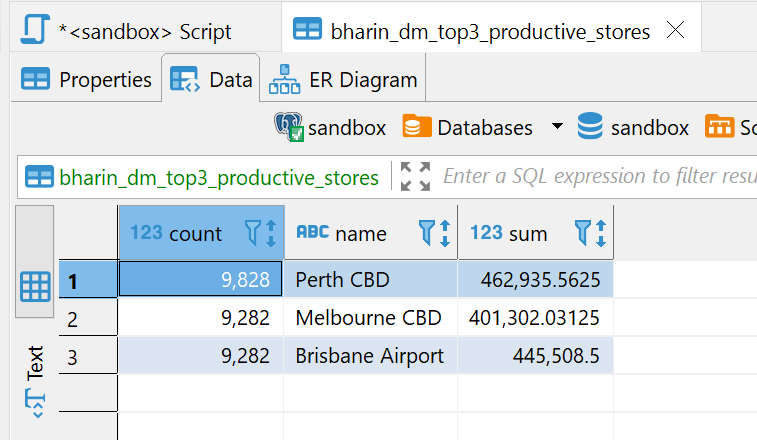 *<sandbox> Script
bharin_dm_top3_productive_stores
Properties Data ER Diagram
sandbox Databases sandbox
bharin_dm_top3_productive_stores Enter a SQL expression to filter
123 count ABC name 123 sum
1 9,828 Perth CBD 462,935.5625
2 9,282 Melbourne CBD 401,302.03125
3 9,282 Brisbane Airport 445,508.5
Text